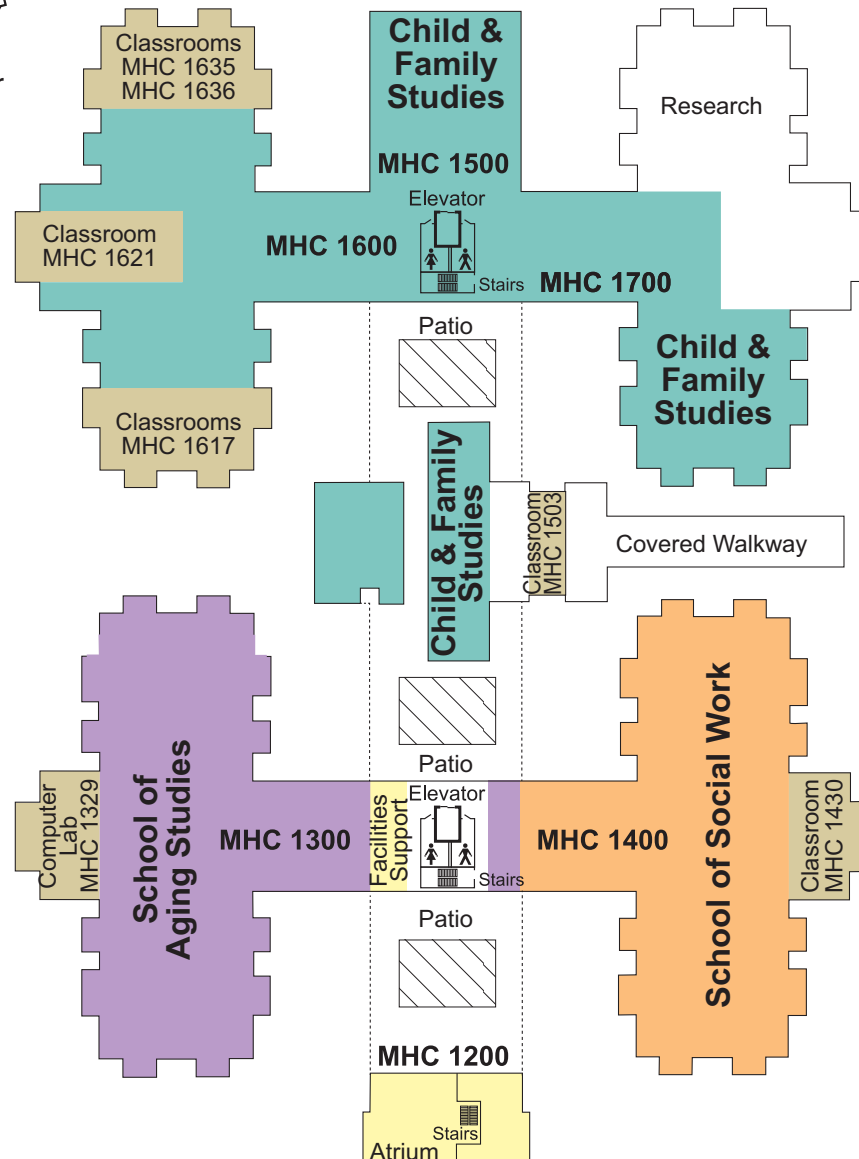 Classrooms
MHC 1635
MHC 1636
Child &
Family
Studies
Research
MHC 1500
Elevator
Classroom
MHC 1621
MHC 1600
Stairs
MHC 1700
Patio
Child &
Family
Studies
Classrooms
MHC 1617
Child & Family
Studies
Classroom
MHC 1503
Covered Walkway
Patio
School of
Aging Studies
Computer
Lab
MHC 1329
MHC 1300
Facilities
Support
Elevator
Stairs
MHC 1400
School of Social Work
Classroom
MHC 1430
Patio
MHC 1200
Stairs
Atrium